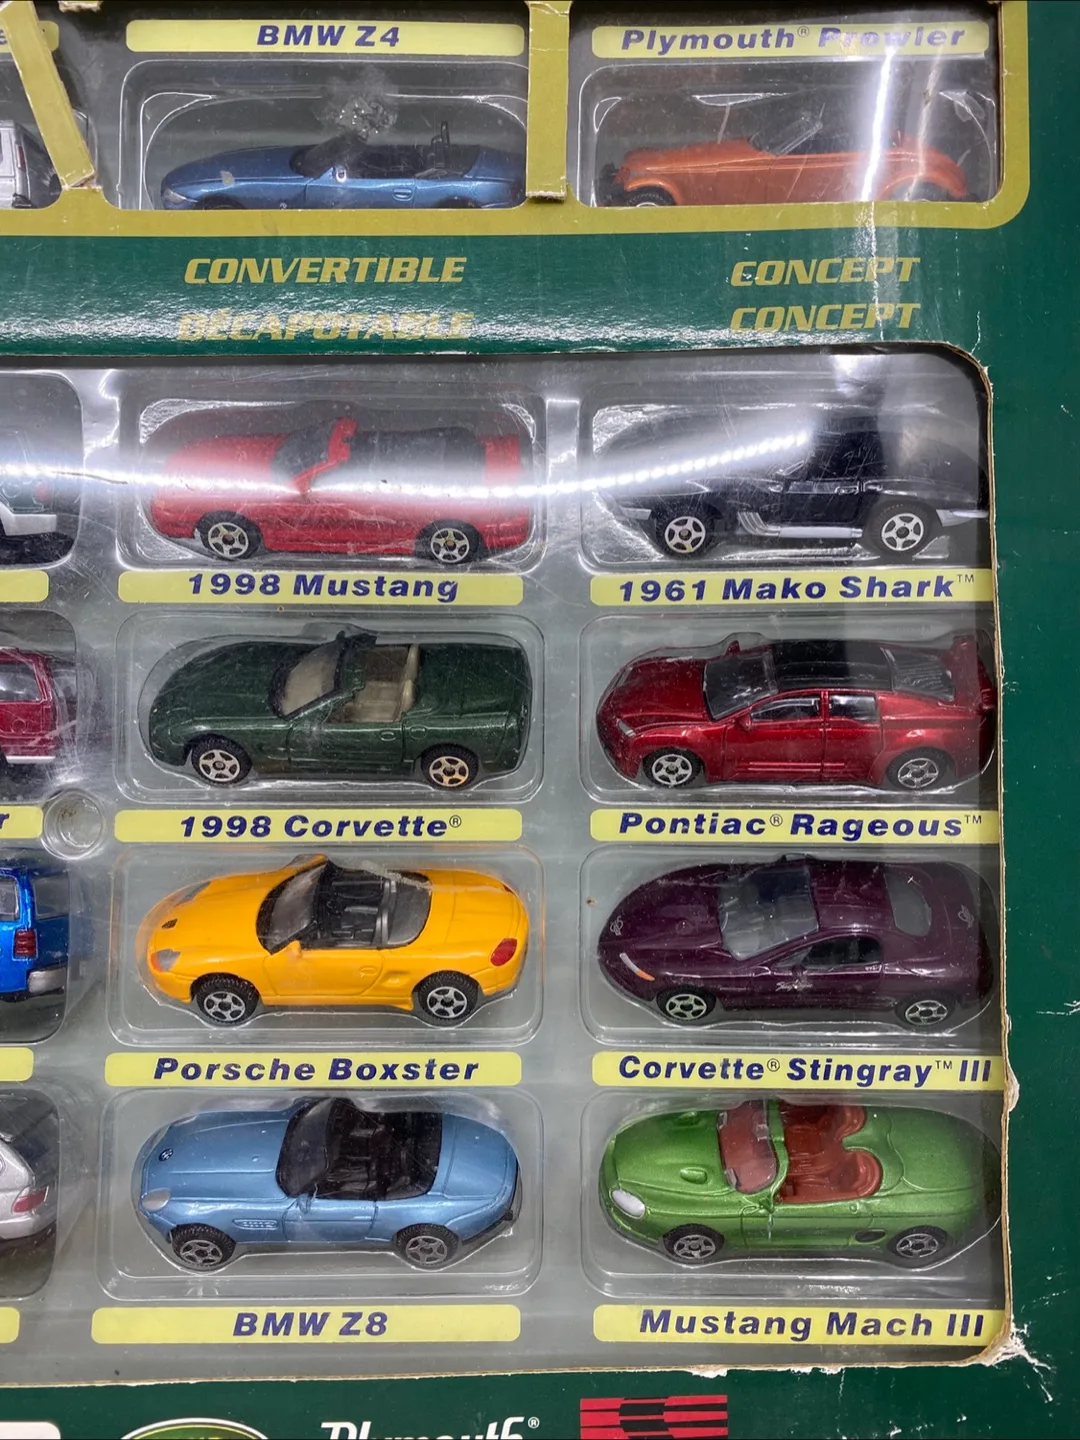 BMW Z4
Plymouth® Prowler
CONVERTIBLE
CONCEPT
DÉCAPOTABLE
CONCEPT
1998 Mustang
1961 Mako Shark™
r
1998 Corvette®
Pontiac® Rageous™
Porsche Boxster
Corvette® Stingray™ III
BMW Z8
Mustang Mach III
Plymouth®